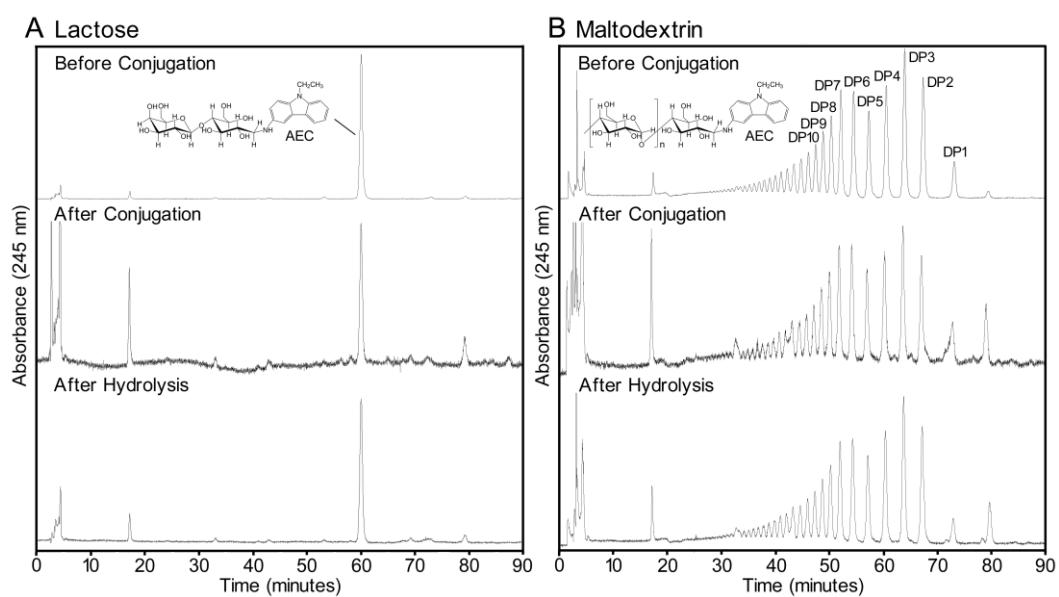 A Lactose
Before Conjugation
AEC
After Conjugation
After Hydrolysis
Absorbance (245 nm)
0 10 20 30 40 50 60 70 80 90
Time (minutes)
B Maltodextrin
Before Conjugation
AEC
n
DP10
DP9
DP8
DP7
DP6
DP5
DP4
DP3
DP2
DP1
After Conjugation
After Hydrolysis
Absorbance (245 nm)
0 10 20 30 40 50 60 70 80 90
Time (minutes)